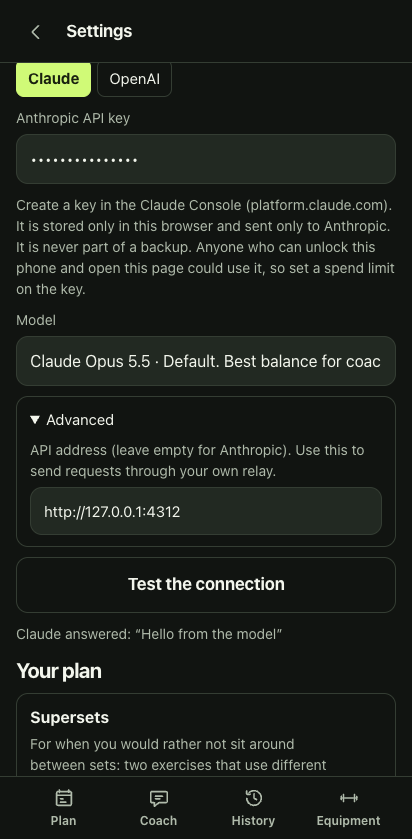 Settings
Claude
OpenAI
Anthropic API key
•••••••••••••••
Create a key in the Claude Console (platform.claude.com).
It is stored only in this browser and sent only to Anthropic.
It is never part of a backup. Anyone who can unlock this
phone and open this page could use it, so set a spend limit
on the key.
Model
Claude Opus 5.5 · Default. Best balance for coac
▼ Advanced
API address (leave empty for Anthropic). Use this to
send requests through your own relay.
http://127.0.0.1:4312
Test the connection
Claude answered: “Hello from the model”
Your plan
Supersets
For when you would rather not sit around
between sets: two exercises that use different
Plan
Coach
History
Equipment